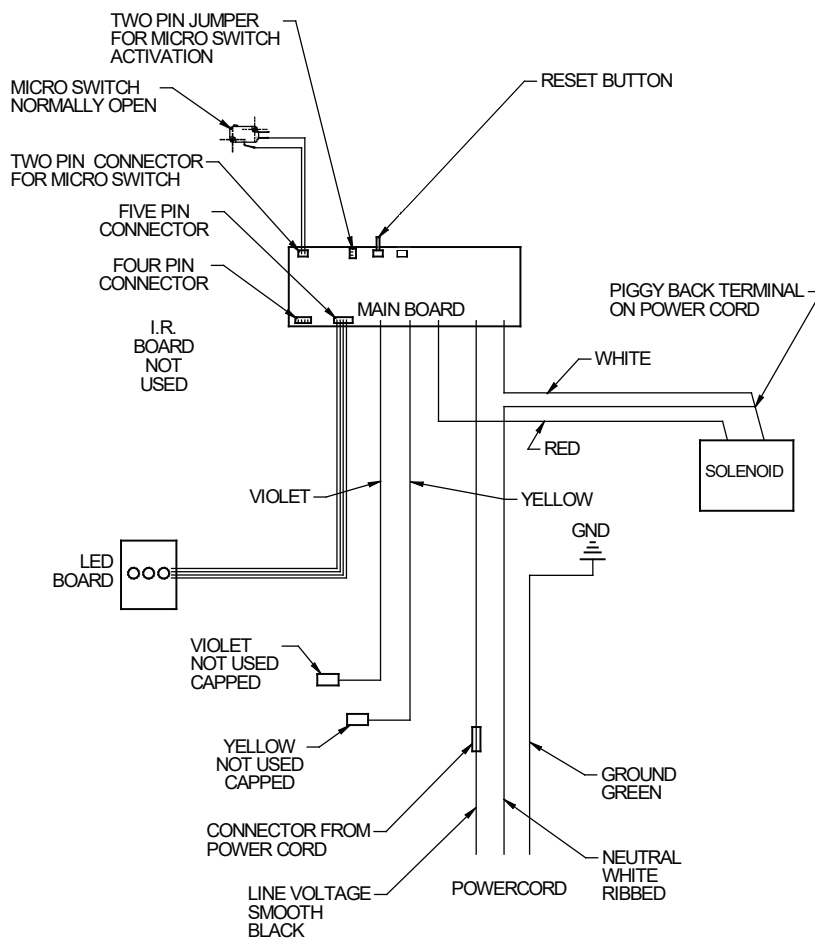 TWO PIN JUMPER
FOR MICRO SWITCH
ACTIVATION
RESET BUTTON
MICRO SWITCH
NORMALLY OPEN
TWO PIN CONNECTOR
FOR MICRO SWITCH
FIVE PIN
CONNECTOR
FOUR PIN
CONNECTOR
MAIN BOARD
PIGGY BACK TERMINAL
ON POWER CORD
I.R.
BOARD
NOT
USED
WHITE
RED
SOLENOID
VIOLET
YELLOW
GND
LED
BOARD
VIOLET
NOT USED
CAPPED
YELLOW
NOT USED
CAPPED
GROUND
GREEN
CONNECTOR FROM
POWER CORD
NEUTRAL
WHITE
RIBBED
LINE VOLTAGE
SMOOTH
BLACK
POWERCORD